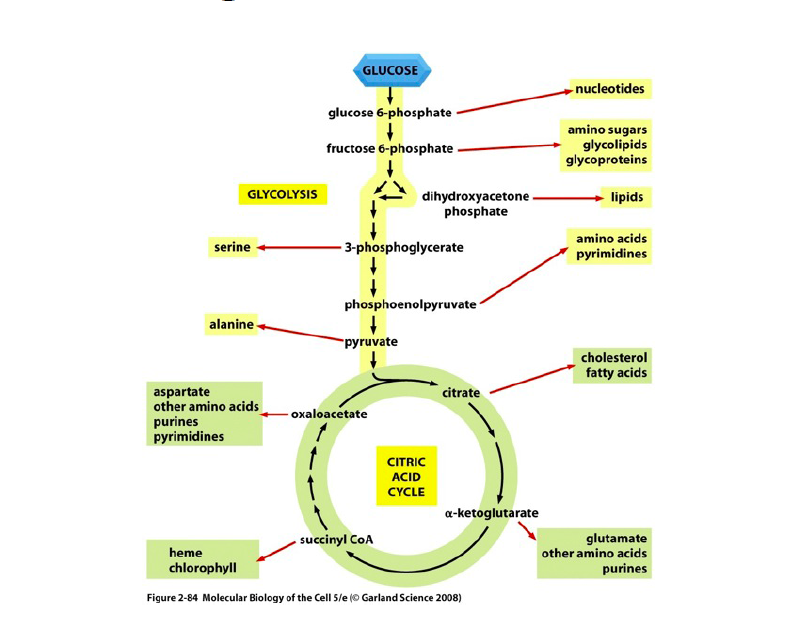 GLUCOSE
glucose 6-phosphate
nucleotides
fructose 6-phosphate
amino sugars
glycolipids
glycoproteins
GLYCOLYSIS
dihydroxyacetone
phosphate
lipids
serine
3-phosphoglycerate
amino acids
pyrimidines
phosphoenolpyruvate
alanine
pyruvate
cholesterol
fatty acids
citrate
aspartate
other amino acids
purines
pyrimidines
oxaloacetate
CITRIC
ACID
CYCLE
α-ketoglutarate
succinyl CoA
glutamate
other amino acids
purines
heme
chlorophyll
Figure 2-84 Molecular Biology of the Cell 5/e (© Garland Science 2008)